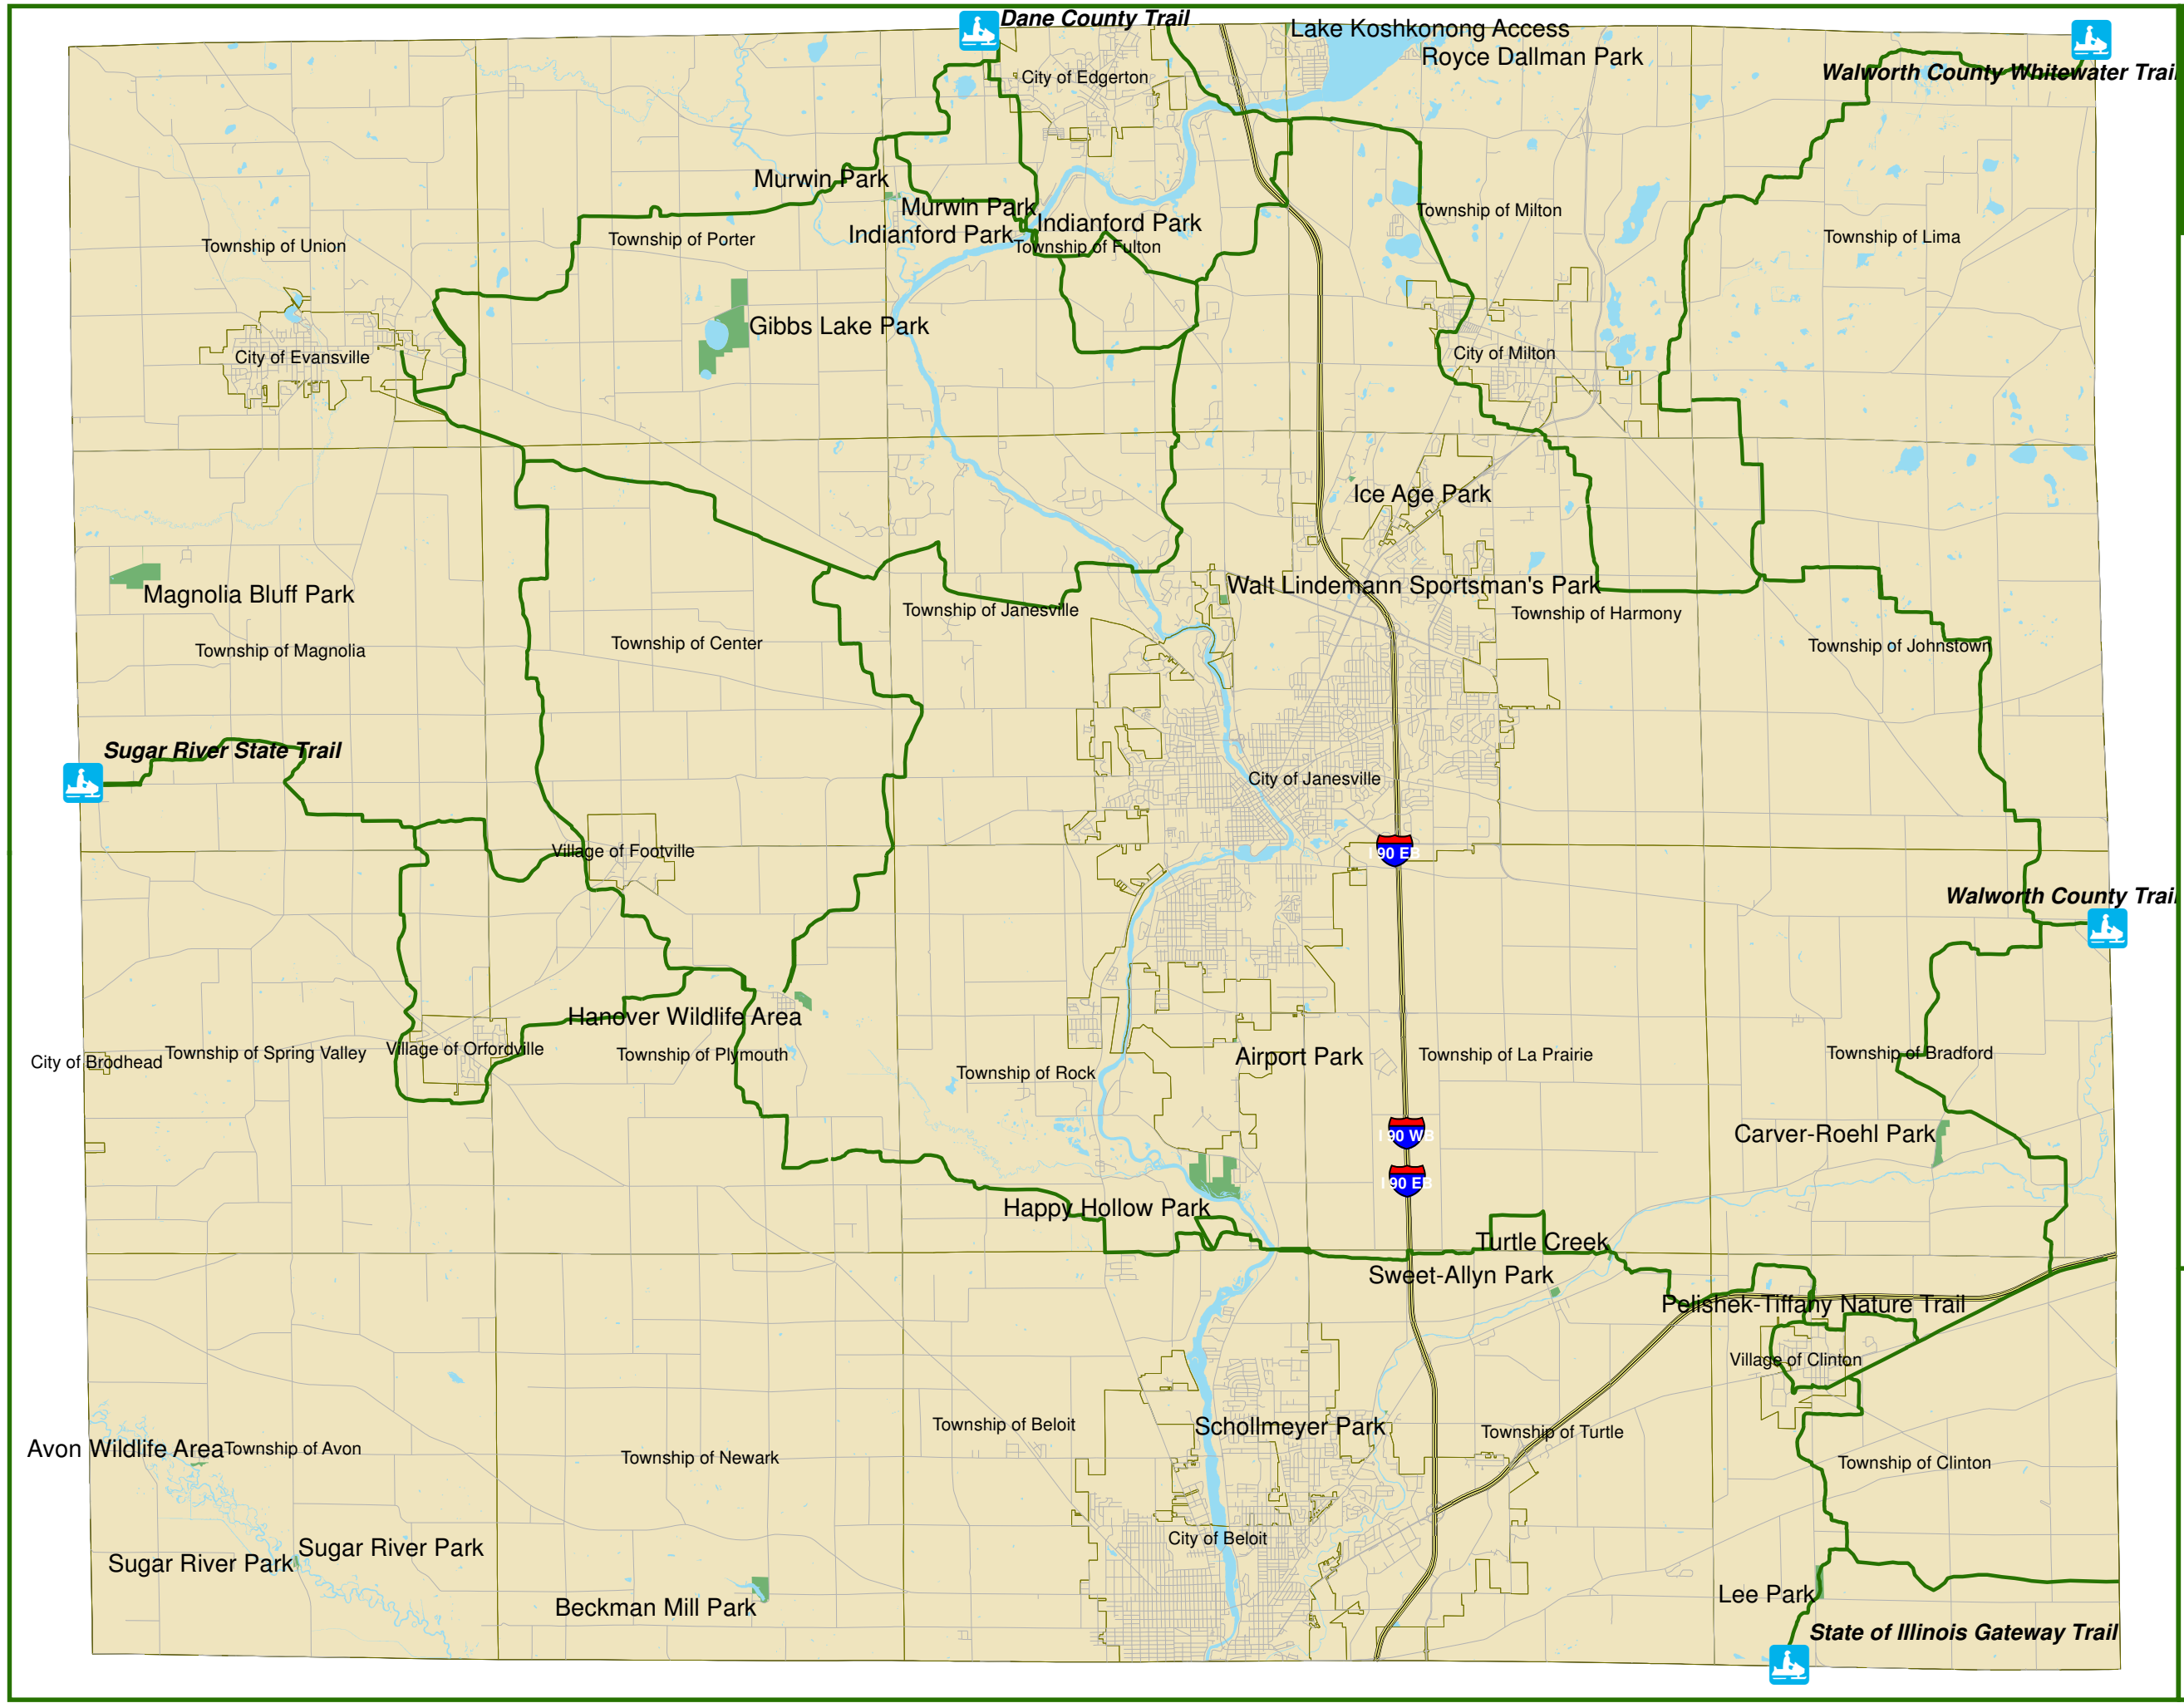 Dane County Trail
Lake Koshkonong Access
Royce Dallman Park
City of Edgerton
Walworth County Whitewater Trail
Murwin Park
Murwin Park
Indianford Park
Indianford Park
Township of Fulton
Township of Milton
Township of Lima
Township of Union
Township of Porter
Gibbs Lake Park
City of Evansville
City of Milton
Ice Age Park
Magnolia Bluff Park
Walt Lindemann Sportsman's Park
Township of Janesville
Township of Harmony
Township of Magnolia
Township of Center
Township of Johnstown
Sugar River State Trail
City of Janesville
Village of Footville
I 90 EB
Walworth County Trail
Hanover Wildlife Area
City of Brodhead
Township of Spring Valley
Village of Orfordville
Township of Plymouth
Township of Rock
Airport Park
Township of La Prairie
Township of Bradford
I 90 WB
Carver-Roehl Park
I 90 EB
Happy Hollow Park
Turtle Creek
Sweet-Allyn Park
Pelishek-Tiffany Nature Trail
Village of Clinton
Avon Wildlife Area
Township of Avon
Township of Newark
Township of Beloit
Schollmeyer Park
Township of Turtle
Township of Clinton
City of Beloit
Sugar River Park
Sugar River Park
Beckman Mill Park
Lee Park
State of Illinois Gateway Trail